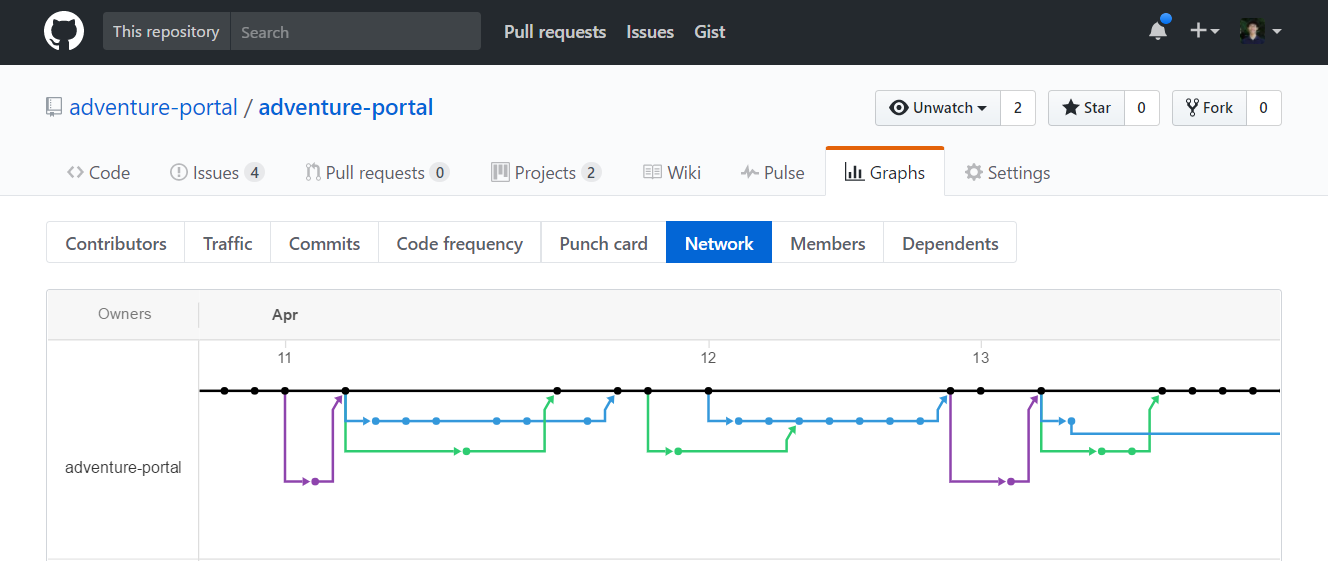 This repository Search Pull requests Issues Gist
adventure-portal / adventure-portal Unwatch 2 Star 0 Fork 0
Code Issues 4 Pull requests 0 Projects 2 Wiki Pulse Graphs Settings
Contributors Traffic Commits Code frequency Punch card Network Members Dependents
Owners Apr
11 12 13
adventure-portal